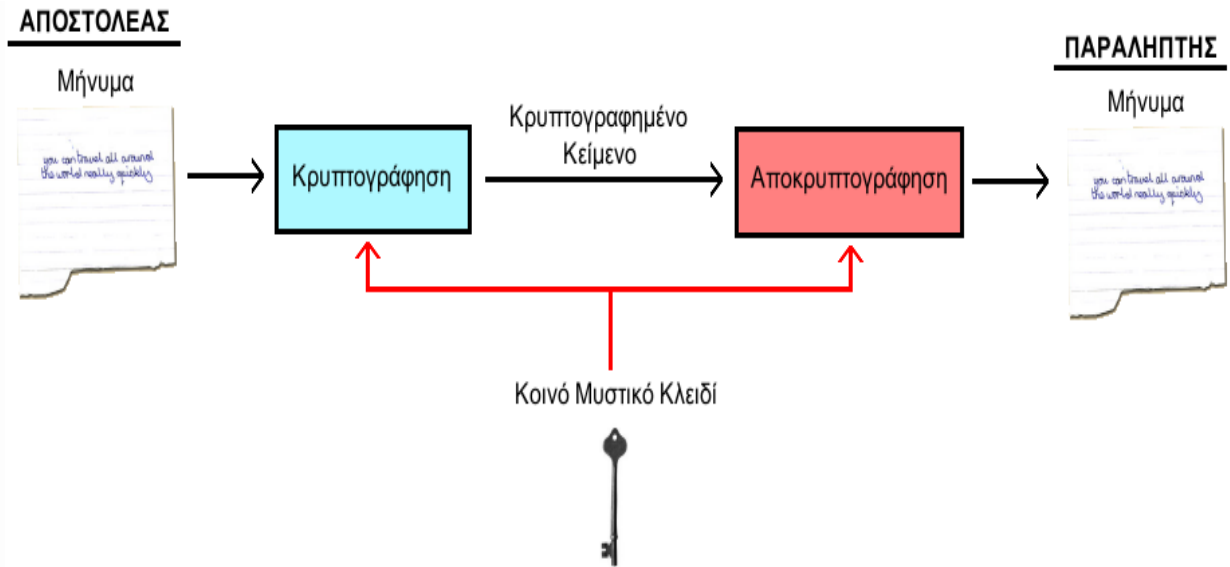 ΑΠΟΣΤΟΛΕΑΣ
Μήνυμα
you can travel all around
the world really quickly
Κρυπτογράφηση
Κρυπτογραφημένο
Κείμενο
Αποκρυπτογράφηση
ΠΑΡΑΛΗΠΤΗΣ
Μήνυμα
you can travel all around
the world really quickly
Κοινό Μυστικό Κλειδί